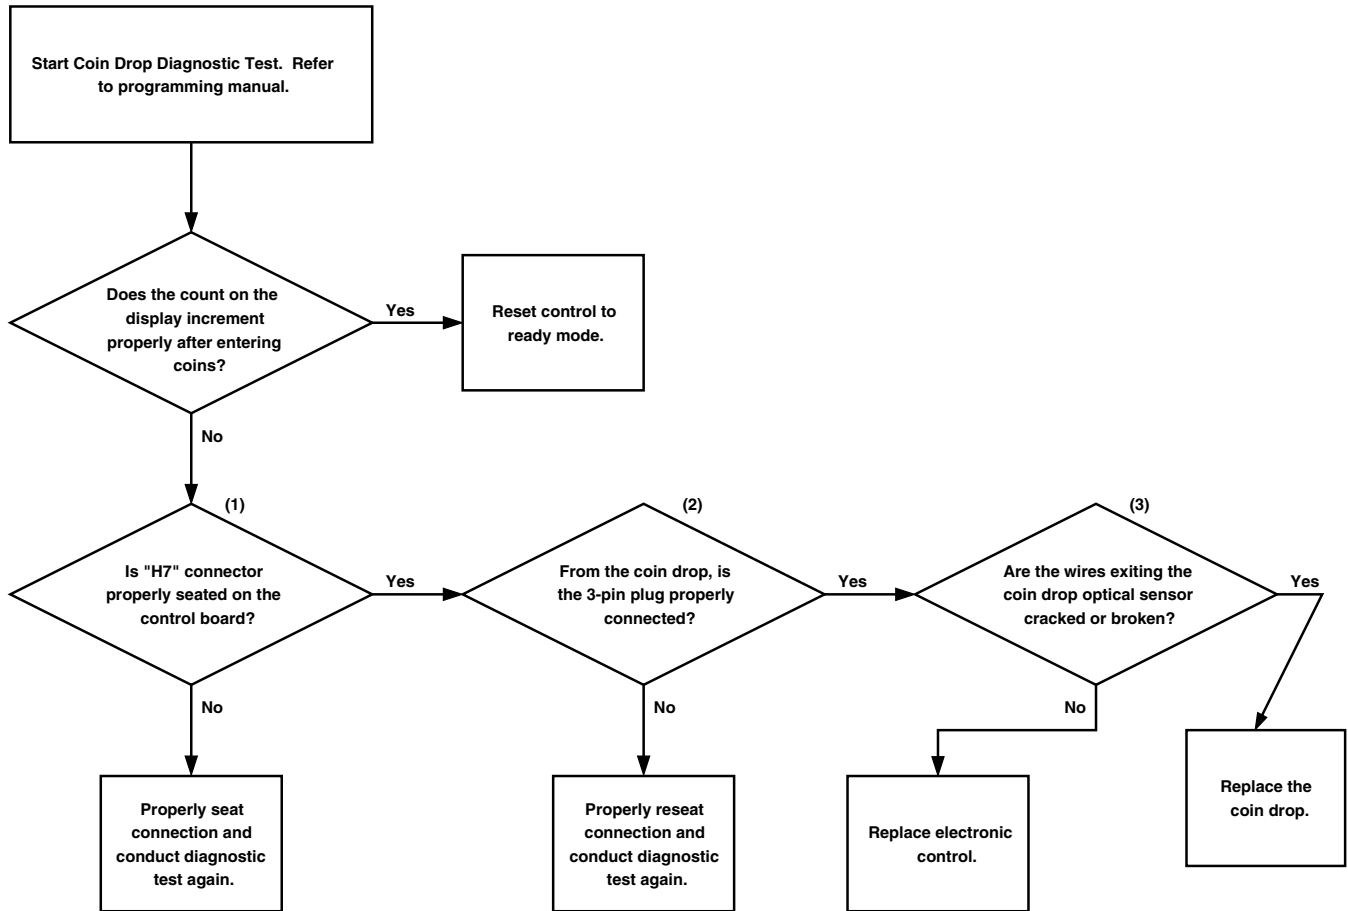 Start Coin Drop Diagnostic Test.  Refer
to programming manual.
Does the count on the
display increment
properly after entering
coins?
Yes
Reset control to
ready mode.
No
(1)
Is "H7" connector
properly seated on the
control board?
Yes
(2)
From the coin drop, is
the 3-pin plug properly
connected?
Yes
(3)
Are the wires exiting the
coin drop optical sensor
cracked or broken?
Yes
No
Properly seat
connection and
conduct diagnostic
test again.
No
Properly reseat
connection and
conduct diagnostic
test again.
No
Replace electronic
control.
Replace the
coin drop.